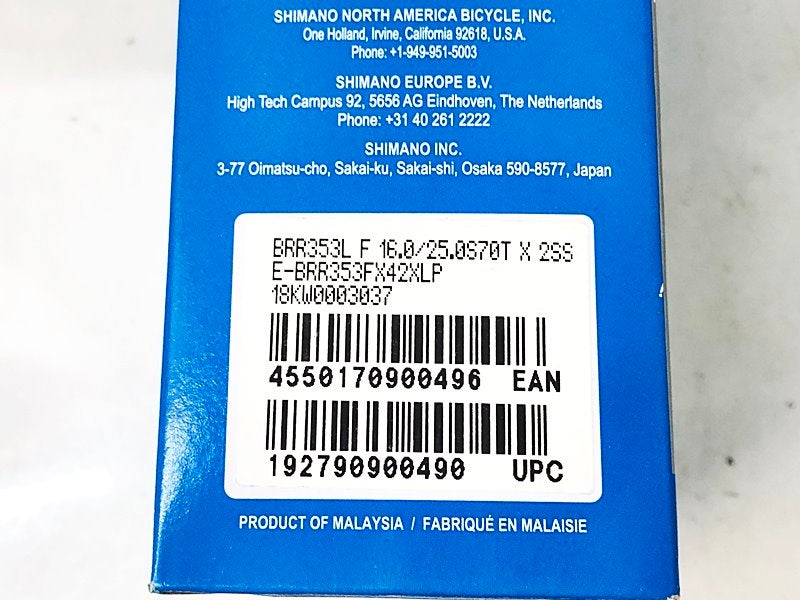 SHIMANO NORTH AMERICA BICYCLE, INC.
One Holland, Irvine, California 92618, U.S.A.
Phone: +1-949-951-5003
SHIMANO EUROPE B.V.
High Tech Campus 92, 5656 AG Eindhoven, The Netherlands
Phone: +31 40 261 2222
SHIMANO INC.
3-77 Oimatsu-cho, Sakai-ku, Sakai-shi, Osaka 590-8577, Japan
BRR353L F 16.0/25.0S70T X 2SS
E-BRR353FX42XLP
18KW0003037
4550170900496 EAN
192790900490 UPC
PRODUCT OF MALAYSIA / FABRIQUÉ EN MALAISIE